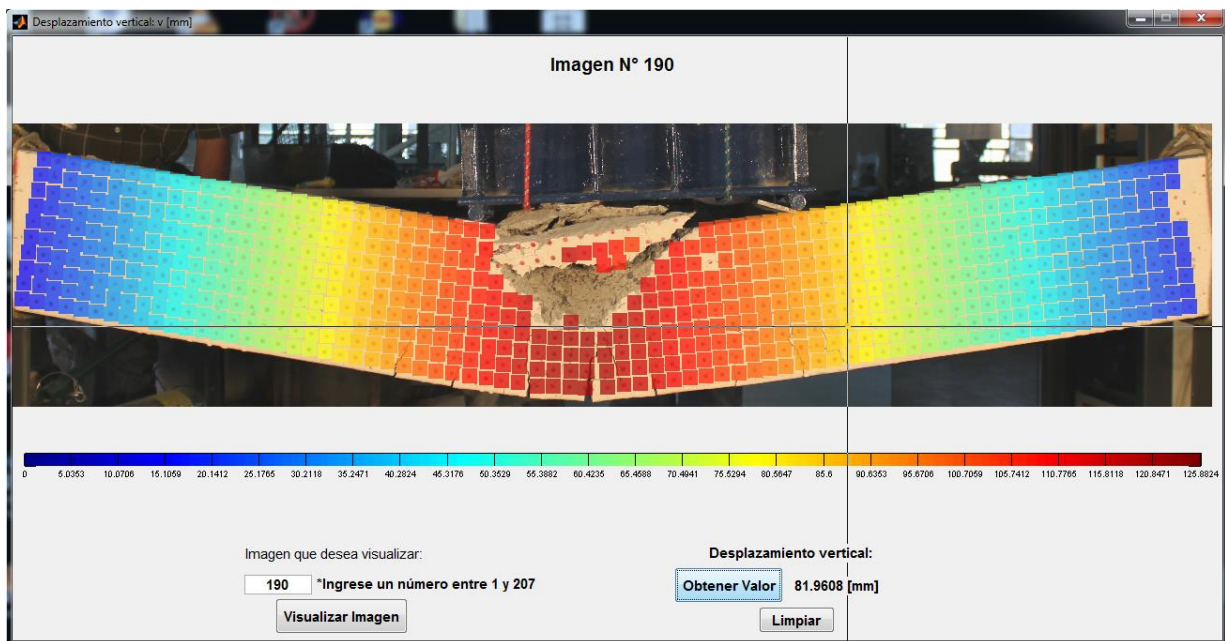 Desplazamiento vertical: v [mm]
Imagen N° 190
0 5.0353 10.0706 15.1059 20.1412 25.1765 30.2118 35.2471 40.2824 45.3176 50.3529 55.3882 60.4235 65.4588 70.4941 75.5294 80.5647 85.6 90.6353 95.6706 100.7059 105.7412 110.7765 115.8118 120.8471 125.8824
Imagen que desea visualizar:
Desplazamiento vertical:
190 *Ingrese un número entre 1 y 207
Obtener Valor 81.9608 [mm]
Visualizar Imagen
Limpiar